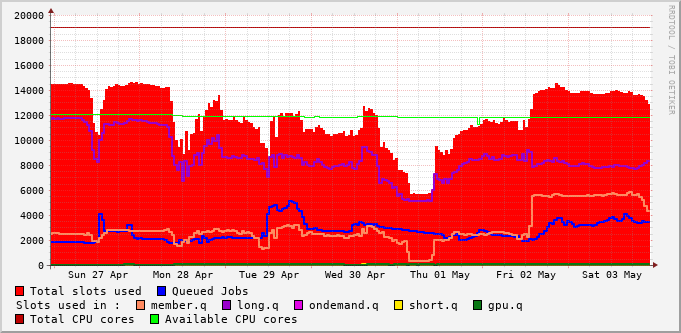 20000
18000
16000
14000
12000
10000
8000
6000
4000
2000
0
Sun 27 Apr Mon 28 Apr Tue 29 Apr Wed 30 Apr Thu 01 May Fri 02 May Sat 03 May
RRDTOOL / TOBI OETIKER
Total slots used Queued Jobs
Slots used in : member.q long.q ondemand.q short.q gpu.q
Total CPU cores Available CPU cores